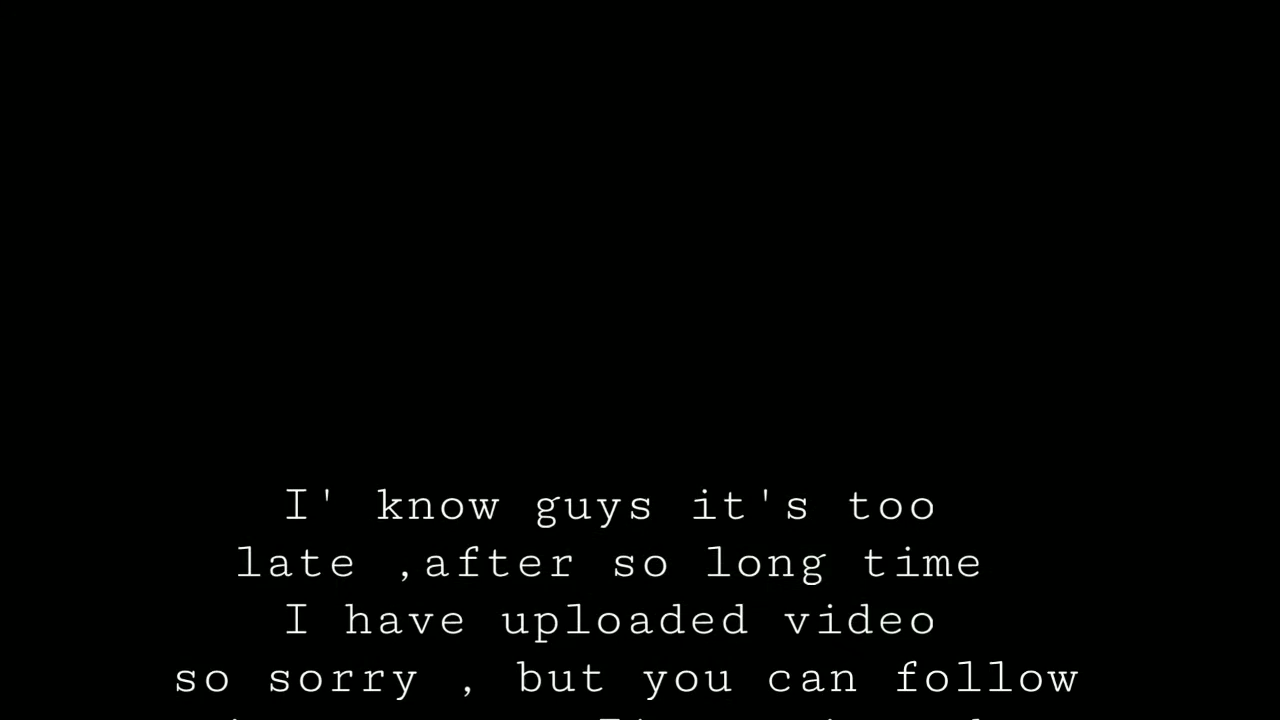 I' know guys it's too
late ,after so long time
I have uploaded video
so sorry , but you can follow